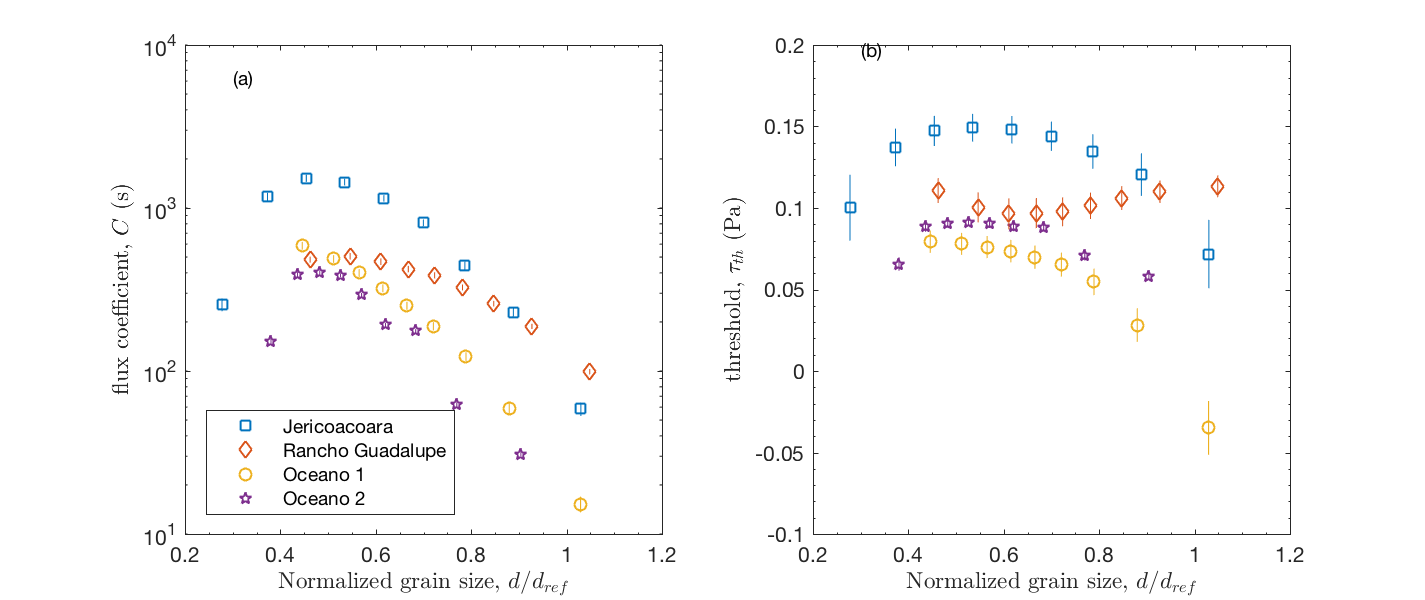 (a)
flux coefficient, C (s)
10^4
10^3
10^2
10^1
Jericoacoara
Rancho Guadalupe
Oceano 1
Oceano 2
0.2 0.4 0.6 0.8 1 1.2
Normalized grain size, d/d_ref
(b)
threshold, τ_th (Pa)
0.2
0.15
0.1
0.05
0
-0.05
-0.1
0.2 0.4 0.6 0.8 1 1.2
Normalized grain size, d/d_ref